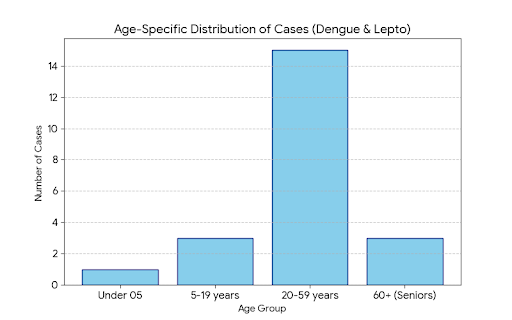 Age-Specific Distribution of Cases (Dengue & Lepto)
14
12
10
8
6
4
2
0
Number of Cases
Under 05
5-19 years
20-59 years
60+ (Seniors)
Age Group